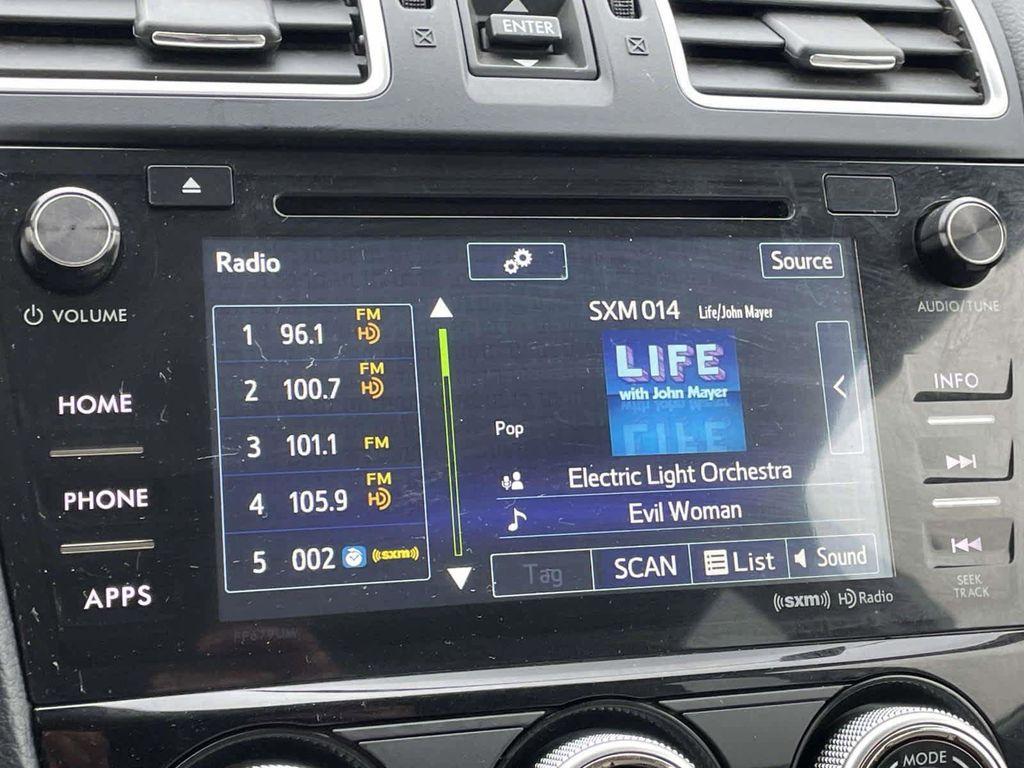 ENTER
VOLUME
HOME
PHONE
APPS
Radio
Source
1 96.1 FM HD
2 100.7 FM HD
3 101.1 FM
4 105.9 FM HD
5 002 ((sxm))
SXM014 Life/John Mayer
LIFE
with John Mayer
Pop
Electric Light Orchestra
Evil Woman
Tag
SCAN
List
Sound
((sxm)) HD Radio
AUDIO/TUNE
INFO
SEEK
TRACK
MODE